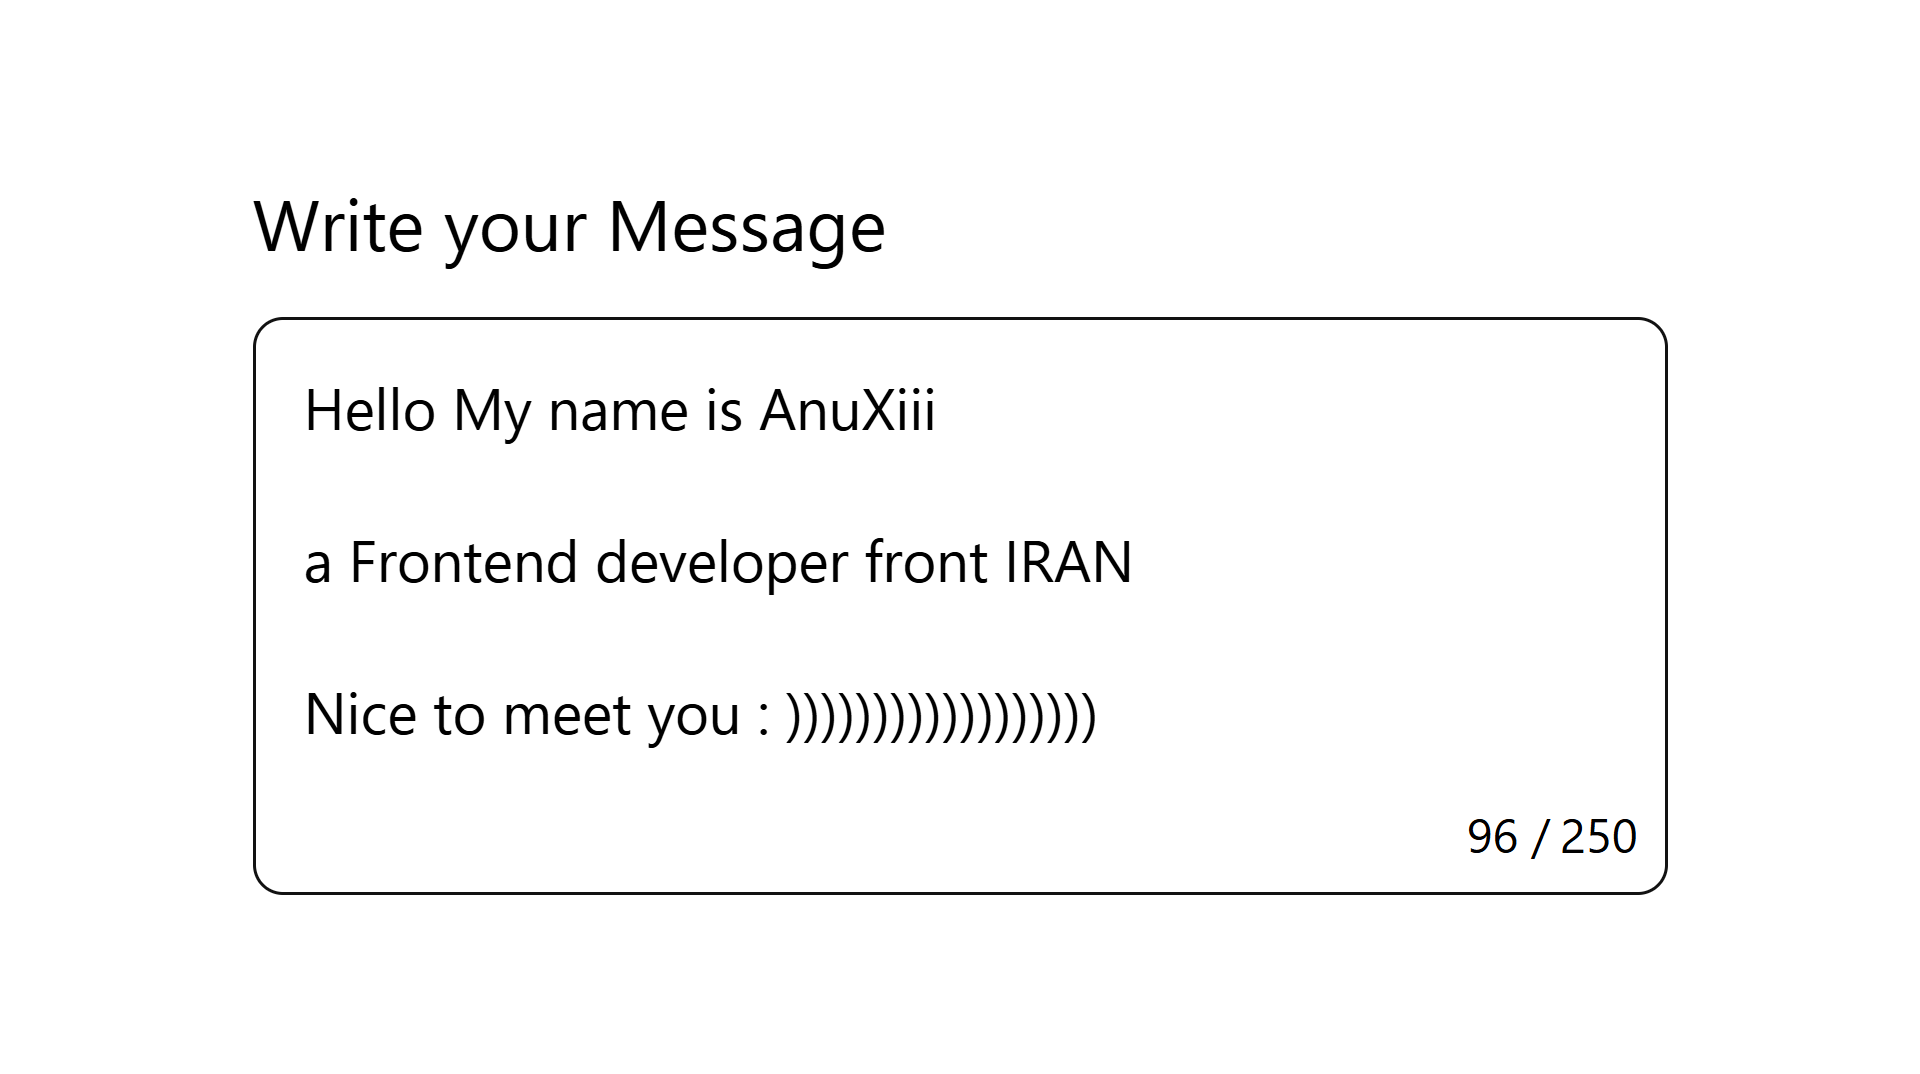 Write your Message
Hello My name is AnuXiii
a Frontend developer front IRAN
Nice to meet you : ))))))))))))))))))
96 / 250